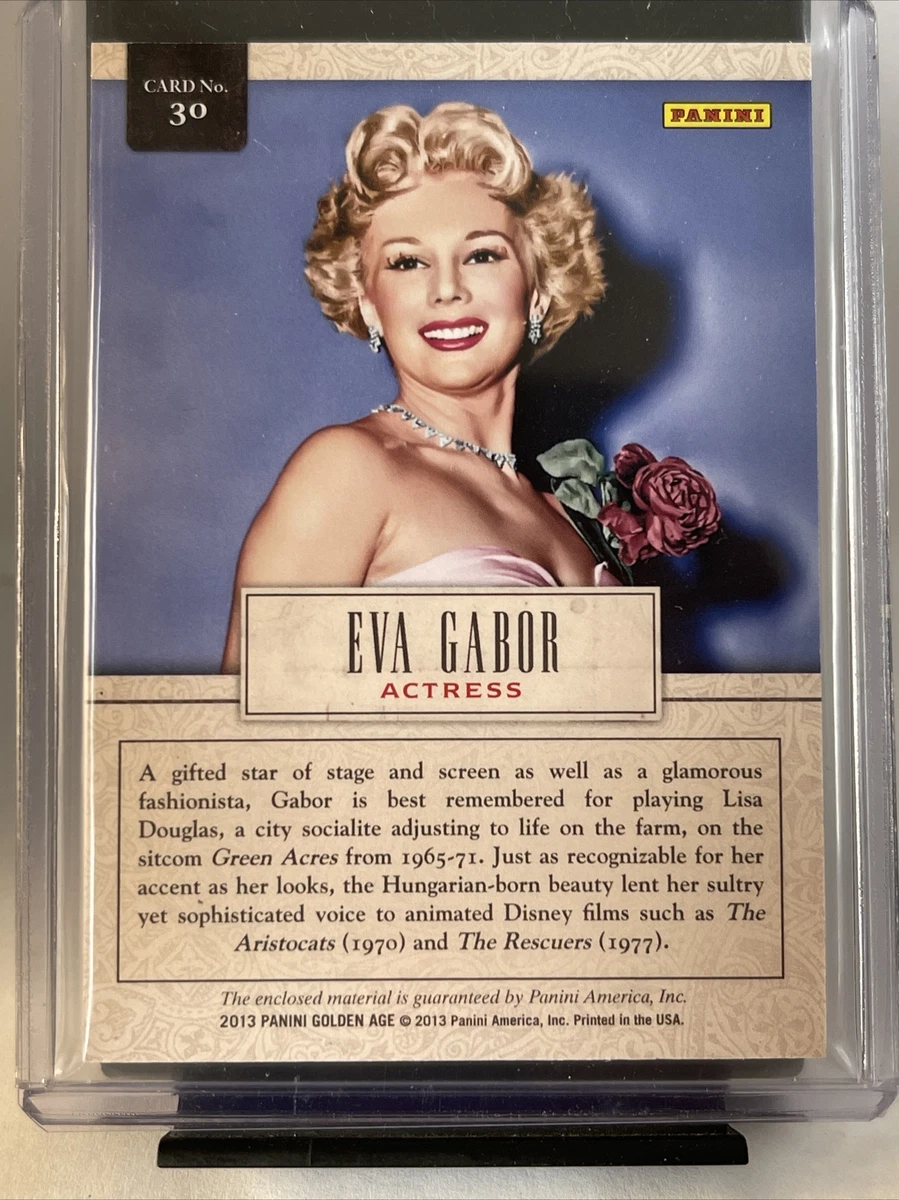 CARD No.
30
PANINI
EVA GABOR
ACTRESS
A gifted star of stage and screen as well as a glamorous
fashionista, Gabor is best remembered for playing Lisa
Douglas, a city socialite adjusting to life on the farm, on the
sitcom Green Acres from 1965-71. Just as recognizable for her
accent as her looks, the Hungarian-born beauty lent her sultry
yet sophisticated voice to animated Disney films such as The
Aristocats (1970) and The Rescuers (1977).
The enclosed material is guaranteed by Panini America, Inc.
2013 PANINI GOLDEN AGE © 2013 Panini America, Inc. Printed in the USA.